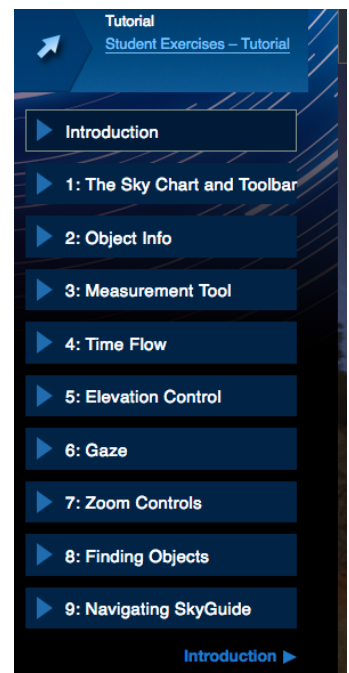 Tutorial
Student Exercises – Tutorial
Introduction
1: The Sky Chart and Toolbar
2: Object Info
3: Measurement Tool
4: Time Flow
5: Elevation Control
6: Gaze
7: Zoom Controls
8: Finding Objects
9: Navigating SkyGuide
Introduction ▶